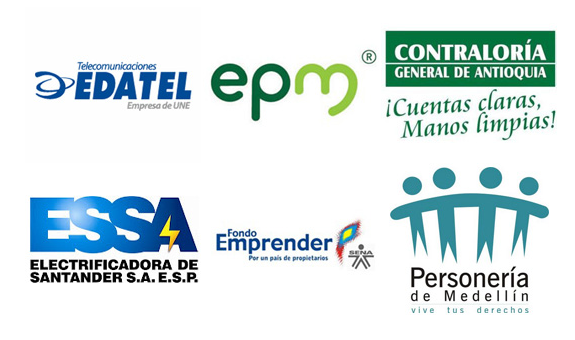 Telecomunicaciones
EDATEL
Empresa de UNE
epm®
CONTRALORÍA
GENERAL DE ANTIOQUIA
¡Cuentas claras,
Manos limpias!
ESSA
ELECTRIFICADORA DE
SANTANDER S.A. E.S.P.
Fondo
Emprender
Por un país de propietarios
SENA
Personería
de Medellín
vive tus derechos